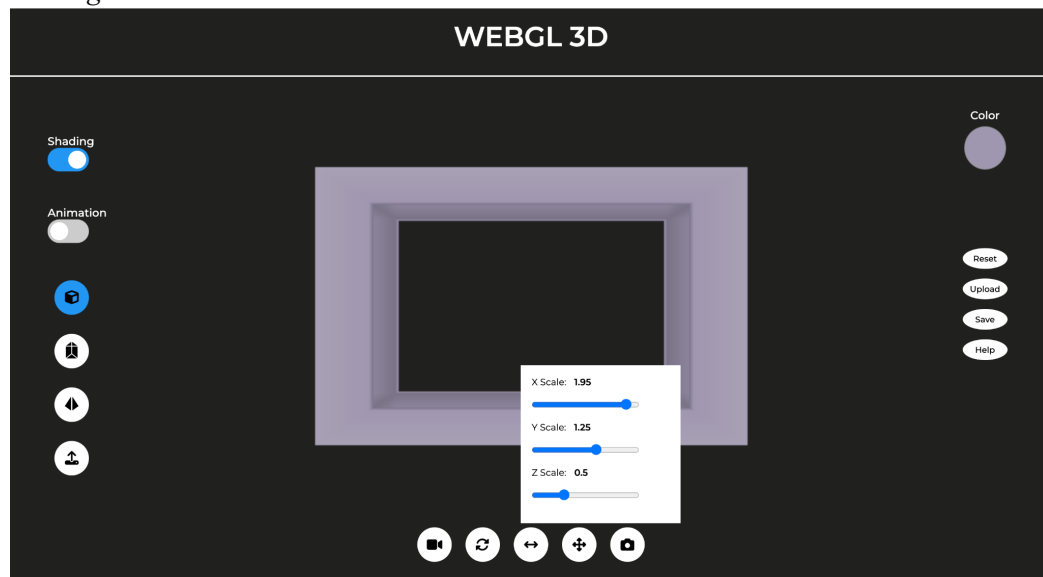 WEBGL 3D
Color
Shading
Animation
Reset
Upload
Save
Help
X Scale: 1.95
Y Scale: 1.25
Z Scale: 0.5